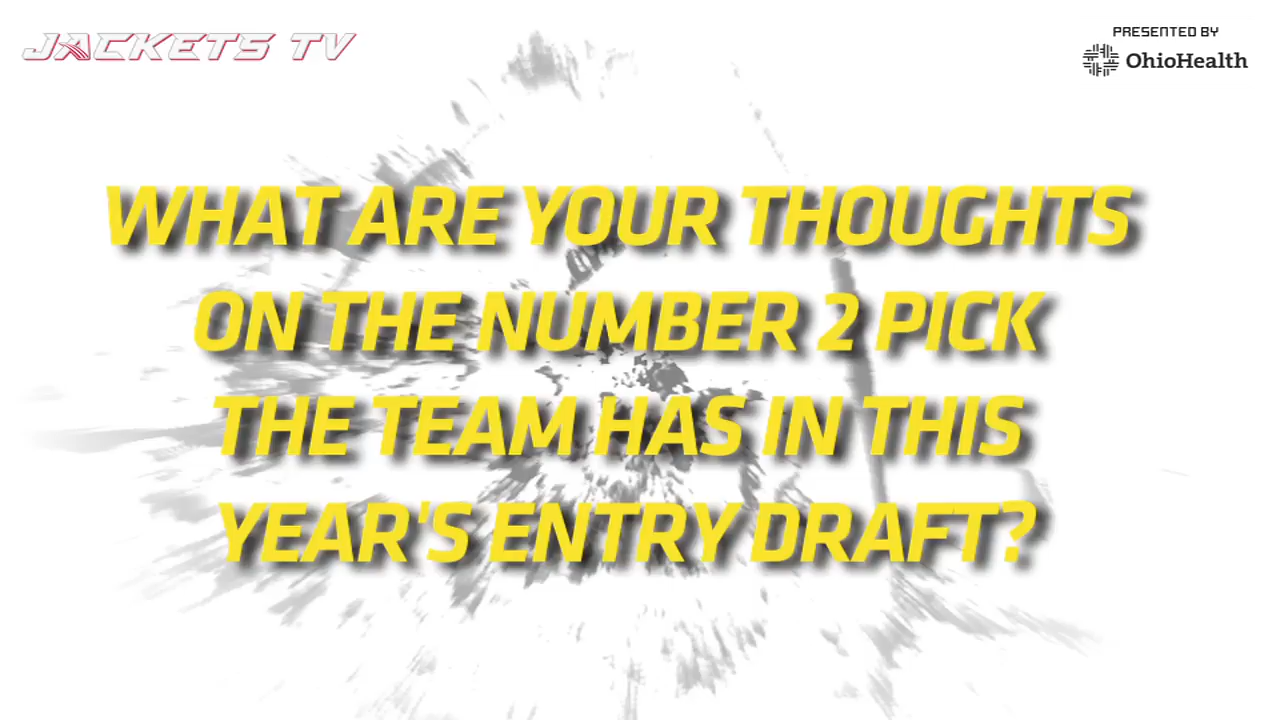 JACKETS TV
PRESENTED BY
OhioHealth
WHAT ARE YOUR THOUGHTS
ON THE NUMBER 2 PICK
THE TEAM HAS IN THIS
YEAR'S ENTRY DRAFT?